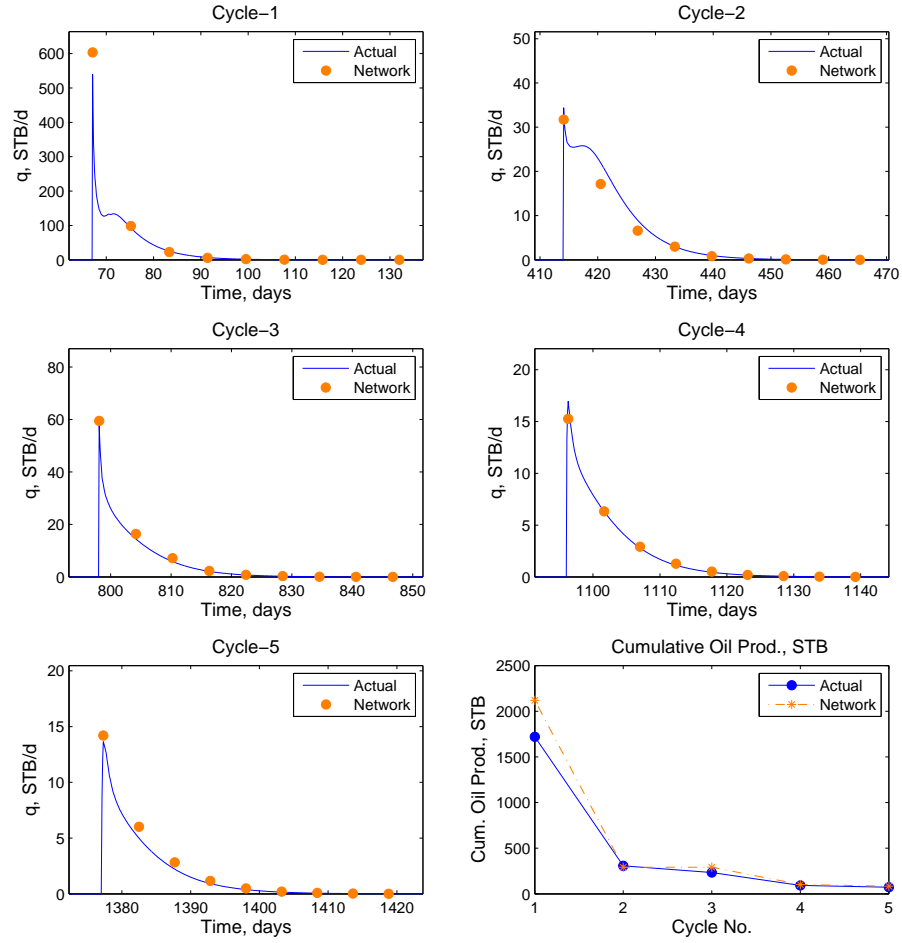 Cycle−1
q, STB/d
600
500
400
300
200
100
0
Actual
Network
70 80 90 100 110 120 130
Time, days
Cycle−2
q, STB/d
50
40
30
20
10
0
Actual
Network
410 420 430 440 450 460 470
Time, days
Cycle−3
q, STB/d
80
60
40
20
0
Actual
Network
800 810 820 830 840 850
Time, days
Cycle−4
q, STB/d
20
15
10
5
0
Actual
Network
1100 1110 1120 1130 1140
Time, days
Cycle−5
q, STB/d
20
15
10
5
0
Actual
Network
1380 1390 1400 1410 1420
Time, days
Cumulative Oil Prod., STB
Cum. Oil Prod., STB
2500
2000
1500
1000
500
0
Actual
Network
1 2 3 4 5
Cycle No.